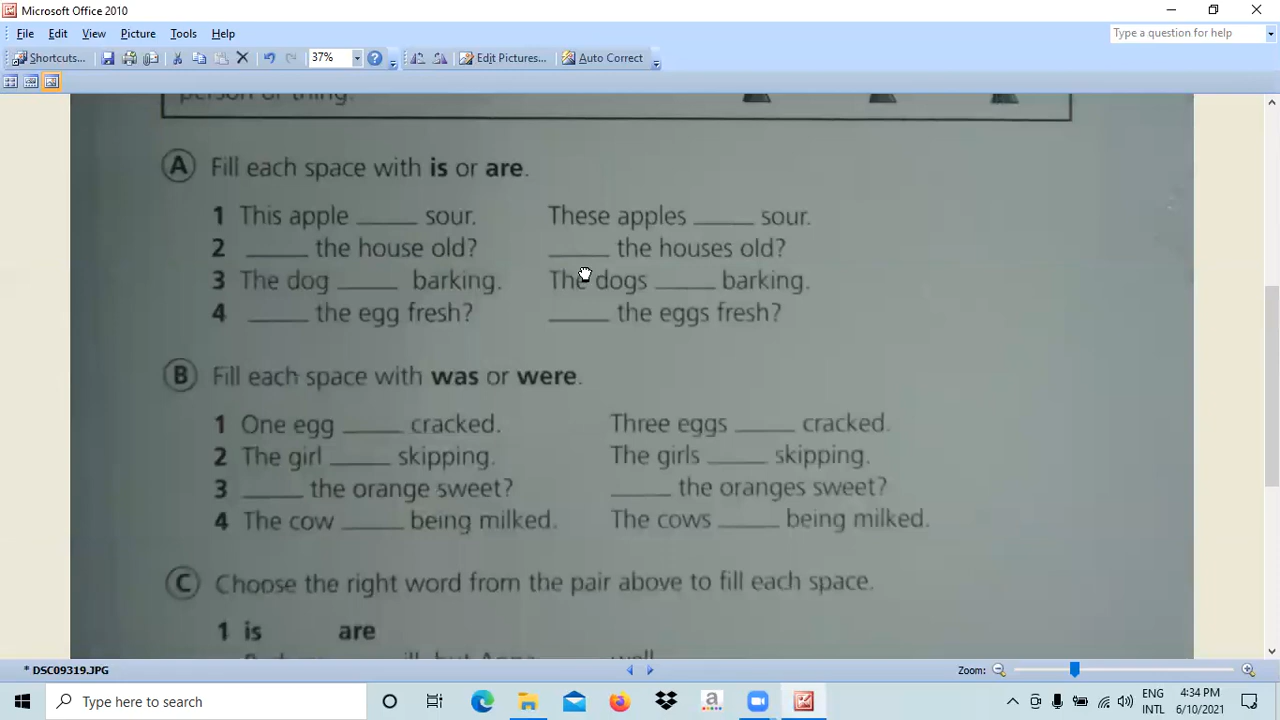 Microsoft Office 2010
File Edit View Picture Tools Help
Type a question for help
Shortcuts... 37% Edit Pictures... Auto Correct
person or thing.
A Fill each space with is or are.
1 This apple _____ sour. These apples _____ sour.
2 _____ the house old? _____ the houses old?
3 The dog _____ barking. The dogs _____ barking.
4 _____ the egg fresh? _____ the eggs fresh?
B Fill each space with was or were.
1 One egg _____ cracked. Three eggs _____ cracked.
2 The girl _____ skipping. The girls _____ skipping.
3 _____ the orange sweet? _____ the oranges sweet?
4 The cow _____ being milked. The cows _____ being milked.
C Choose the right word from the pair above to fill each space.
1 is are
ill, but Anna well
* DSC09319.JPG Zoom:
Type here to search ENG 4:34 PM
INTL 6/10/2021